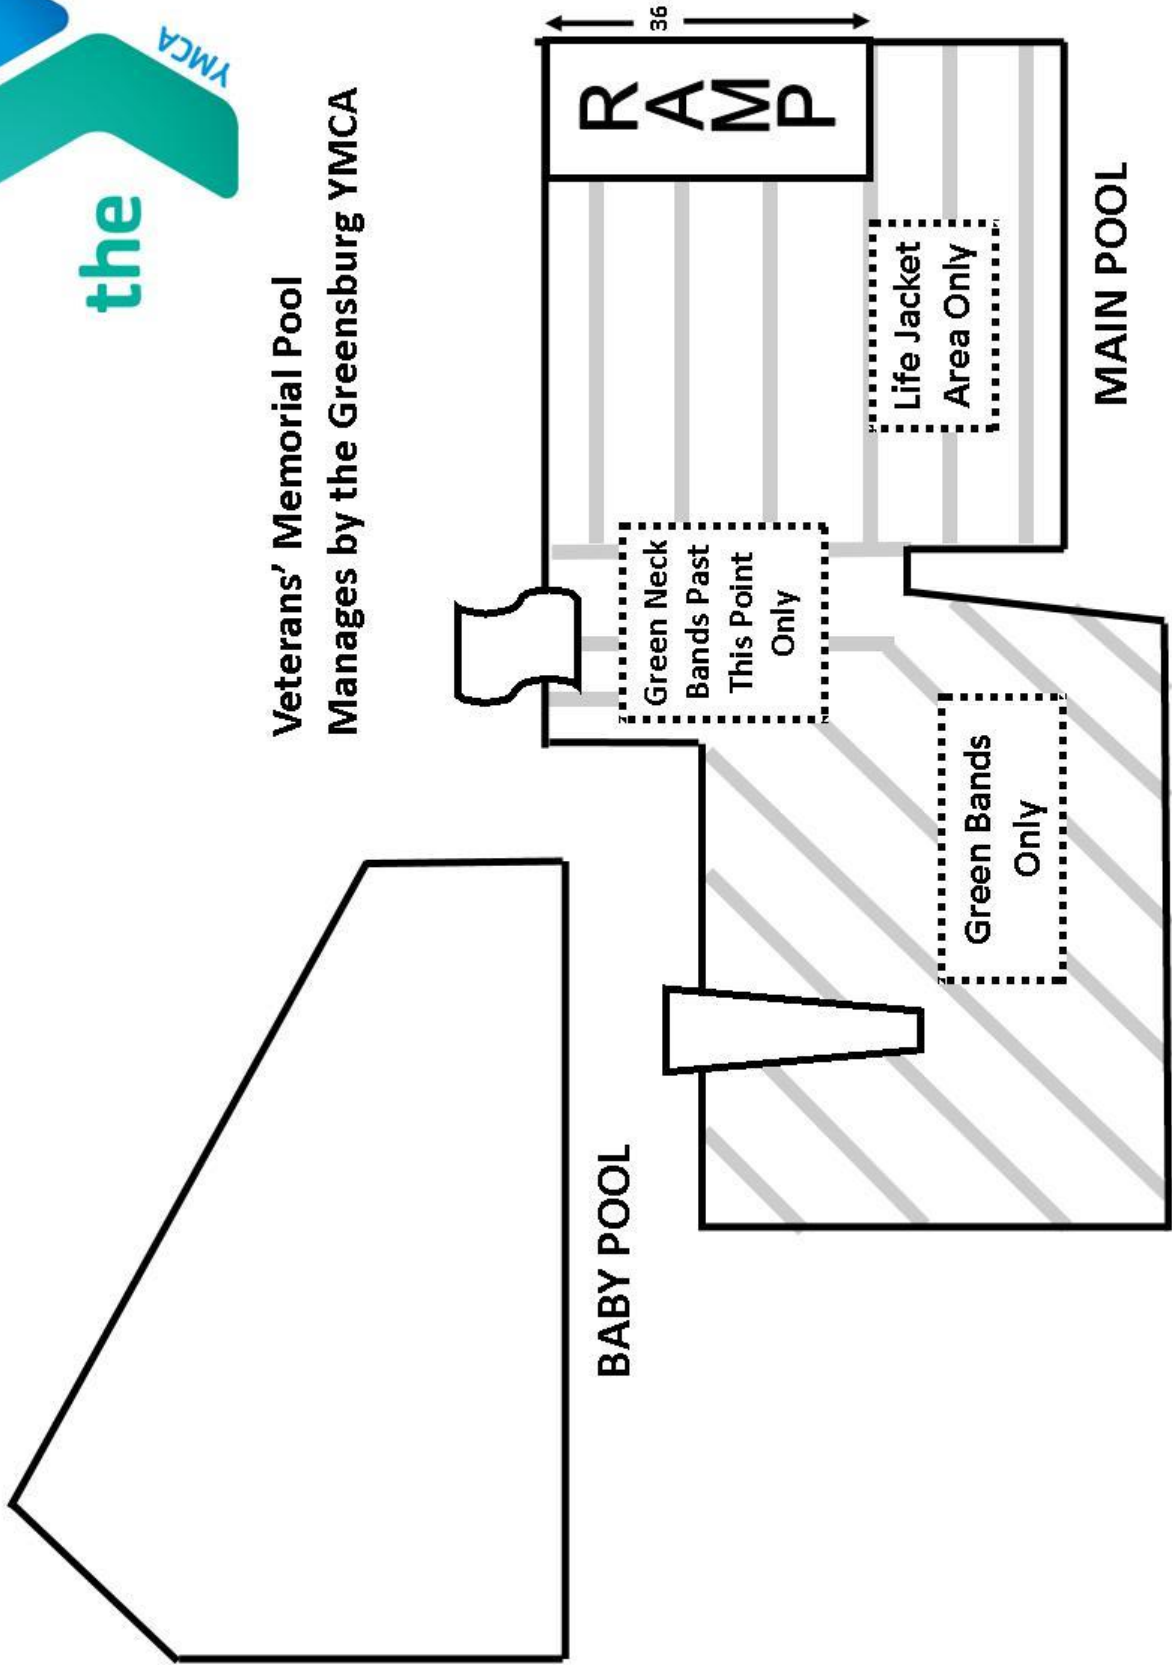 the
YMCA
Veterans’ Memorial Pool
Manages by the Greensburg YMCA
BABY POOL
Green Bands
Only
Green Neck
Bands Past
This Point
Only
Life Jacket
Area Only
R
A
M
P
36
MAIN POOL